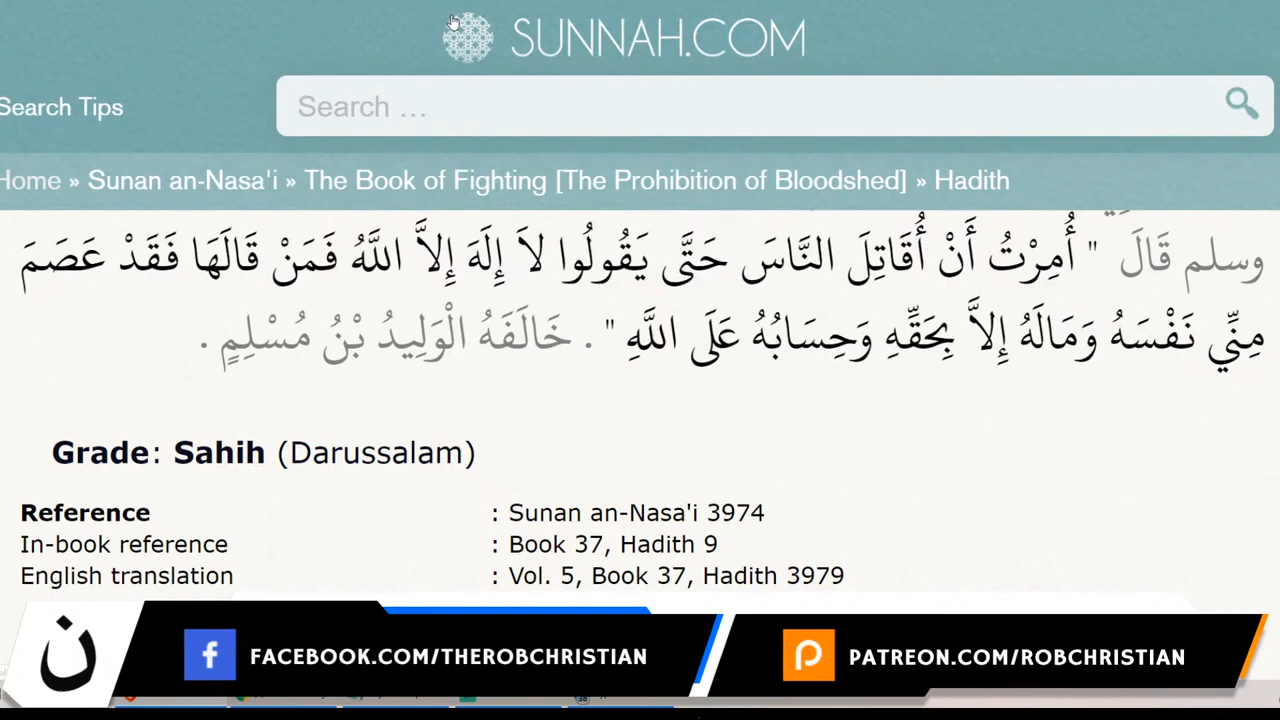 SUNNAH.COM
Search Tips
Search ...
Home » Sunan an-Nasa'i » The Book of Fighting [The Prohibition of Bloodshed] » Hadith
وسلم قَالَ ‏"‏ أُمِرْتُ أَنْ أُقَاتِلَ النَّاسَ حَتَّى يَقُولُوا لاَ إِلَهَ إِلاَّ اللَّهُ فَمَنْ قَالَهَا فَقَدْ عَصَمَ
مِنِّي نَفْسَهُ وَمَالَهُ إِلاَّ بِحَقِّهِ وَحِسَابُهُ عَلَى اللَّهِ ‏"‏ ‏.‏ خَالَفَهُ الْوَلِيدُ بْنُ مُسْلِمٍ ‏.‏
Grade: Sahih (Darussalam)
Reference : Sunan an-Nasa'i 3974
In-book reference : Book 37, Hadith 9
English translation : Vol. 5, Book 37, Hadith 3979
ن FACEBOOK.COM/THEROBCHRISTIAN PATREON.COM/ROBCHRISTIAN